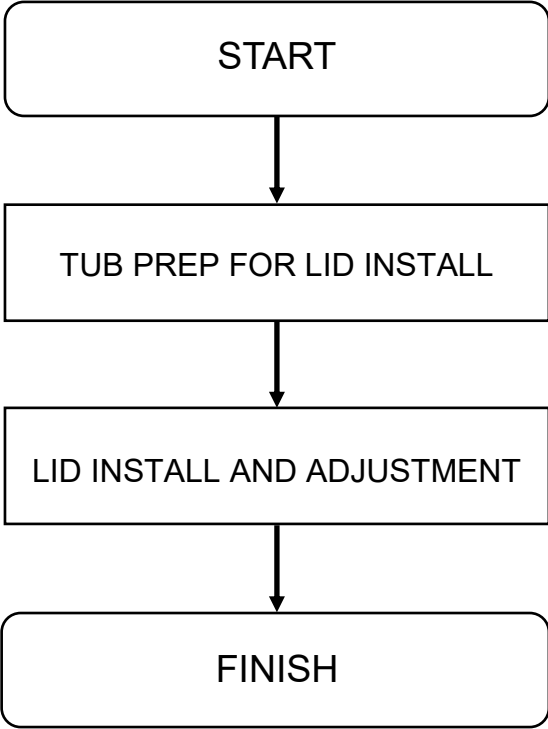 START
TUB PREP FOR LID INSTALL
LID INSTALL AND ADJUSTMENT
FINISH